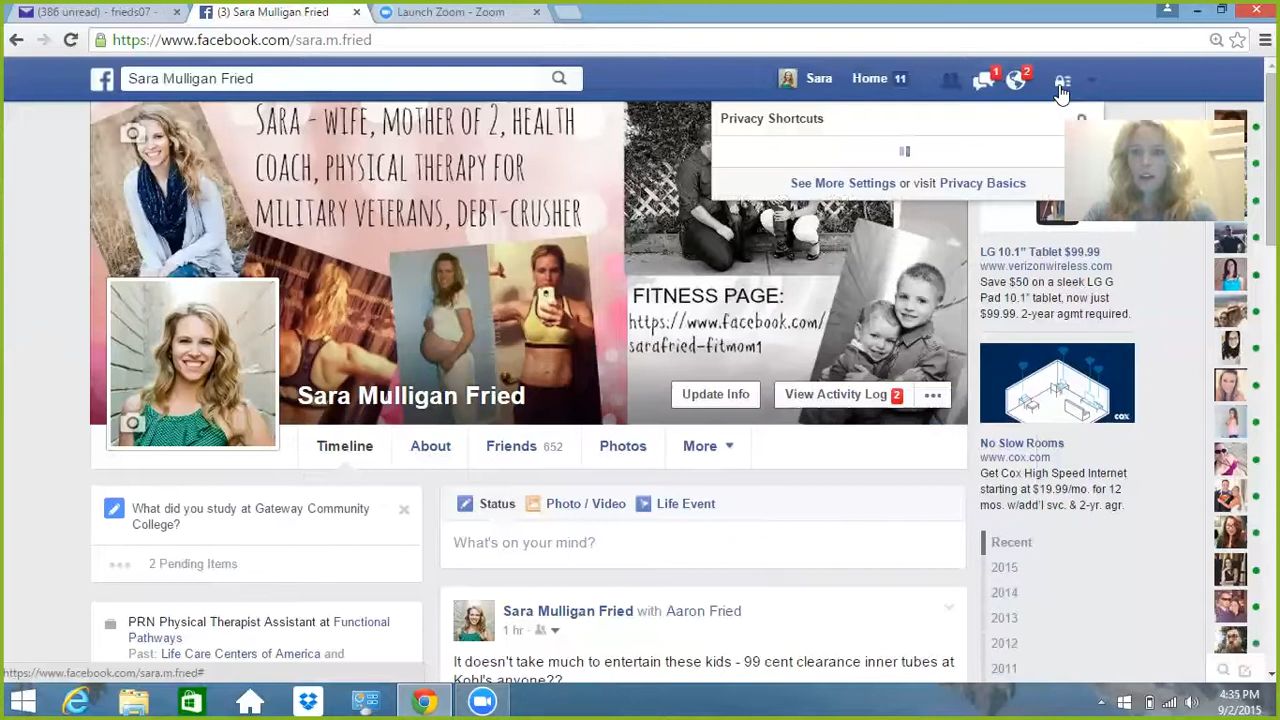 (386 unread) - frieds07 -
(3) Sara Mulligan Fried
Launch Zoom - Zoom
https://www.facebook.com/sara.m.fried
Sara Mulligan Fried
Sara
Home 11
1
2
Privacy Shortcuts
See More Settings or visit Privacy Basics
SARA - WIFE, MOTHER OF 2, HEALTH
COACH, PHYSICAL THERAPY FOR
MILITARY VETERANS, DEBT-CRUSHER
FITNESS PAGE:
https://www.facebook.com/
sarafried-fitmom1
Sara Mulligan Fried
Update Info
View Activity Log 2
Timeline
About
Friends 652
Photos
More
LG 10.1" Tablet $99.99
www.verizonwireless.com
Save $50 on a sleek LG G
Pad 10.1" tablet, now just
$99.99. 2-year agmt required.
No Slow Rooms
www.cox.com
Get Cox High Speed Internet
starting at $19.99/mo. for 12
mos. w/add'l svc. & 2-yr. agr.
Recent
2015
2014
2013
2012
2011
What did you study at Gateway Community
College?
2 Pending Items
PRN Physical Therapist Assistant at Functional
Pathways
Past: Life Care Centers of America and
Status
Photo / Video
Life Event
What's on your mind?
Sara Mulligan Fried with Aaron Fried
1 hr
It doesn't take much to entertain these kids - 99 cent clearance inner tubes at
Kohl's anyone??
https://www.facebook.com/sara.m.fried#
4:35 PM
9/2/2015